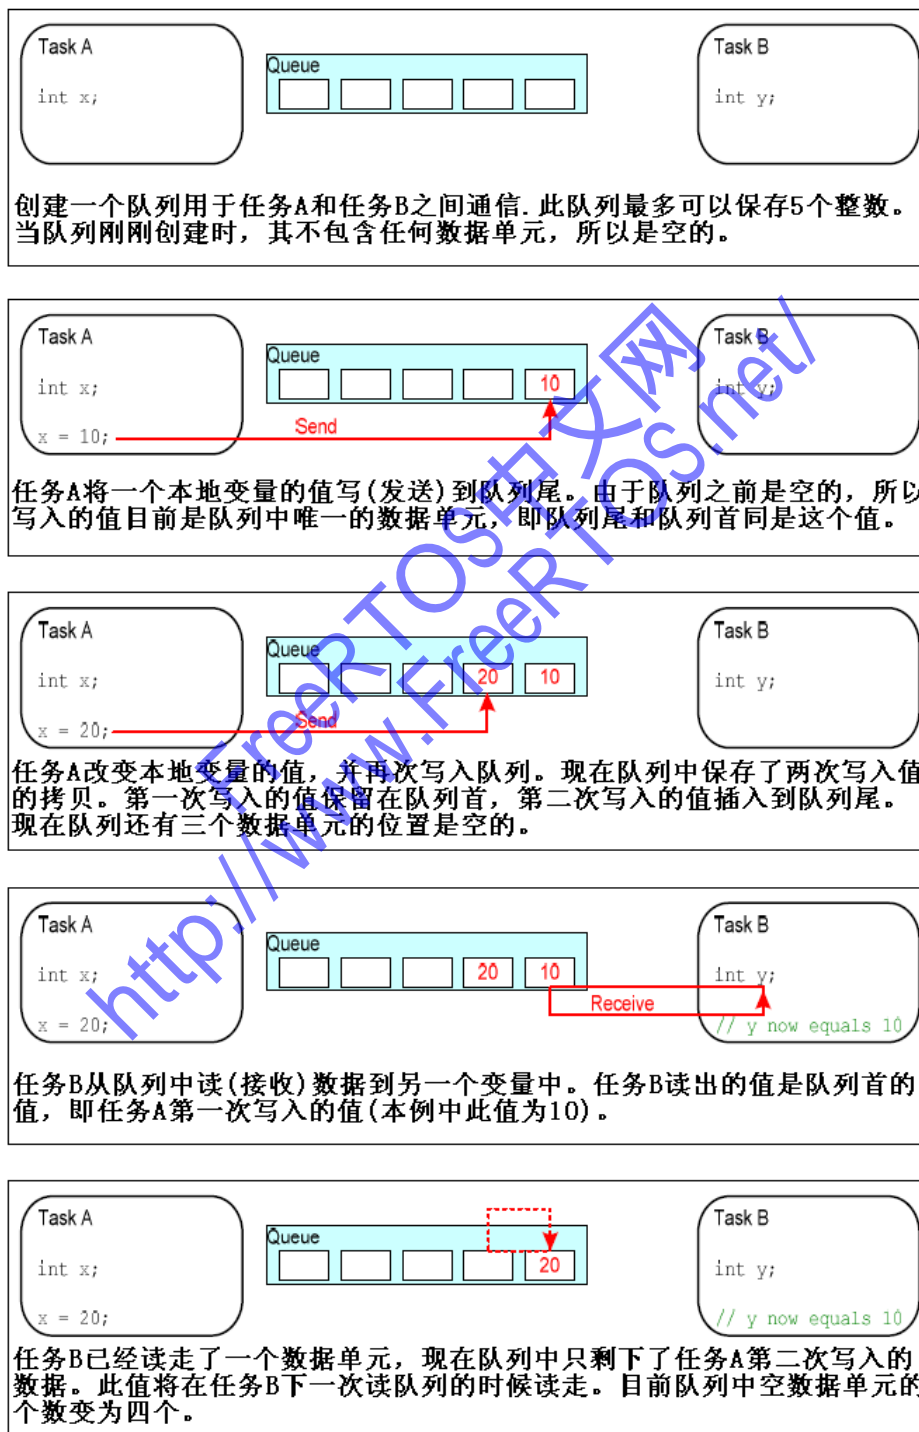 Task A
int x;
Queue
Task B
int y;
创建一个队列用于任务A和任务B之间通信.此队列最多可以保存5个整数。
当队列刚刚创建时，其不包含任何数据单元，所以是空的。
Task A
int x;
x = 10;
Send
Queue
10
Task B
int y;
任务A将一个本地变量的值写(发送)到队列尾。由于队列之前是空的，所以
写入的值目前是队列中唯一的数据单元，即队列尾和队列首同是这个值。
Task A
int x;
x = 20;
Send
Queue
20 10
Task B
int y;
任务A改变本地变量的值，并再次写入队列。现在队列中保存了两次写入值
的拷贝。第一次写入的值保留在队列首，第二次写入的值插入到队列尾。
现在队列还有三个数据单元的位置是空的。
Task A
int x;
x = 20;
Queue
20 10
Receive
Task B
int y;
// y now equals 10
任务B从队列中读(接收)数据到另一个变量中。任务B读出的值是队列首的
值，即任务A第一次写入的值(本例中此值为10)。
Task A
int x;
x = 20;
Queue
20
Task B
int y;
// y now equals 10
任务B已经读走了一个数据单元，现在队列中只剩下了任务A第二次写入的
数据。此值将在任务B下一次读队列的时候读走。目前队列中空数据单元的
个数变为四个。
FreeRTOS中文网
http://www.FreeRTOS.net/